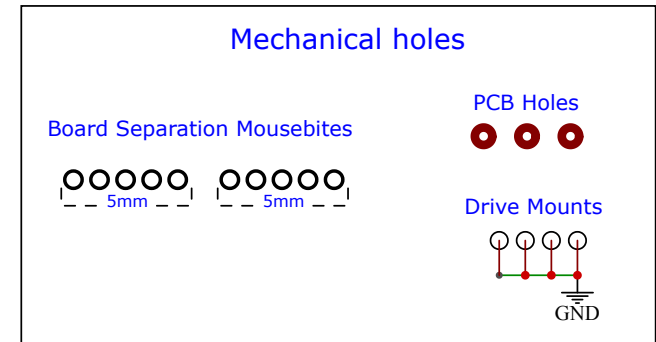 Mechanical holes
PCB Holes
Board Separation Mousebites
5mm
5mm
Drive Mounts
GND